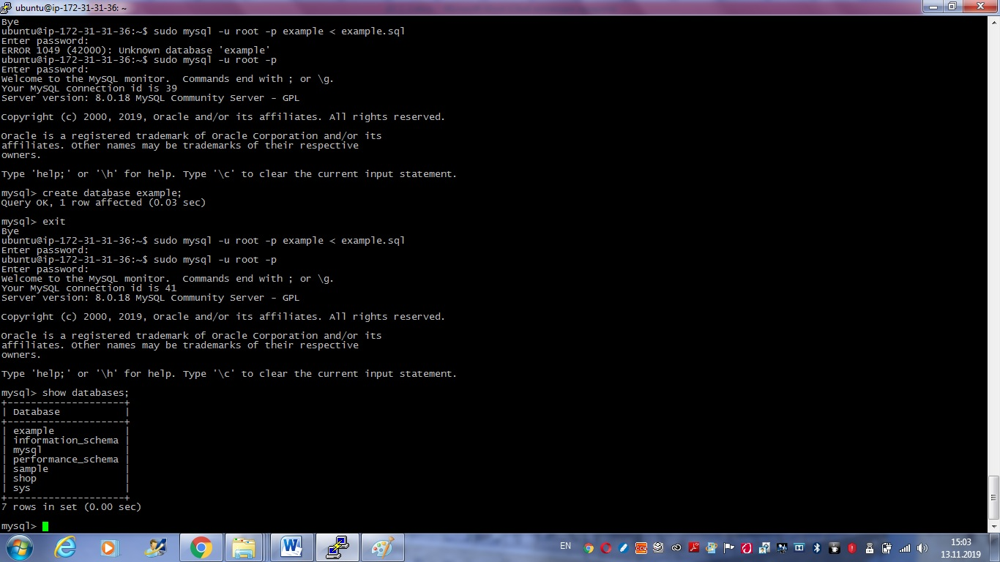 ubuntu@ip-172-31-31-36: ~
Bye
ubuntu@ip-172-31-31-36:~$ sudo mysql -u root -p example < example.sql
Enter password:
ERROR 1049 (42000): Unknown database 'example'
ubuntu@ip-172-31-31-36:~$ sudo mysql -u root -p
Enter password:
Welcome to the MySQL monitor.  Commands end with ; or \g.
Your MySQL connection id is 39
Server version: 8.0.18 MySQL Community Server - GPL
Copyright (c) 2000, 2019, Oracle and/or its affiliates. All rights reserved.
Oracle is a registered trademark of Oracle Corporation and/or its
affiliates. Other names may be trademarks of their respective
owners.
Type 'help;' or '\h' for help. Type '\c' to clear the current input statement.
mysql> create database example;
Query OK, 1 row affected (0.03 sec)
mysql> exit
Bye
ubuntu@ip-172-31-31-36:~$ sudo mysql -u root -p example < example.sql
Enter password:
ubuntu@ip-172-31-31-36:~$ sudo mysql -u root -p
Enter password:
Welcome to the MySQL monitor.  Commands end with ; or \g.
Your MySQL connection id is 41
Server version: 8.0.18 MySQL Community Server - GPL
Copyright (c) 2000, 2019, Oracle and/or its affiliates. All rights reserved.
Oracle is a registered trademark of Oracle Corporation and/or its
affiliates. Other names may be trademarks of their respective
owners.
Type 'help;' or '\h' for help. Type '\c' to clear the current input statement.
mysql> show databases;
+--------------------+
| Database           |
+--------------------+
| example            |
| information_schema |
| mysql              |
| performance_schema |
| sample             |
| shop               |
| sys                |
+--------------------+
7 rows in set (0.00 sec)
mysql>
EN
15:03
13.11.2019